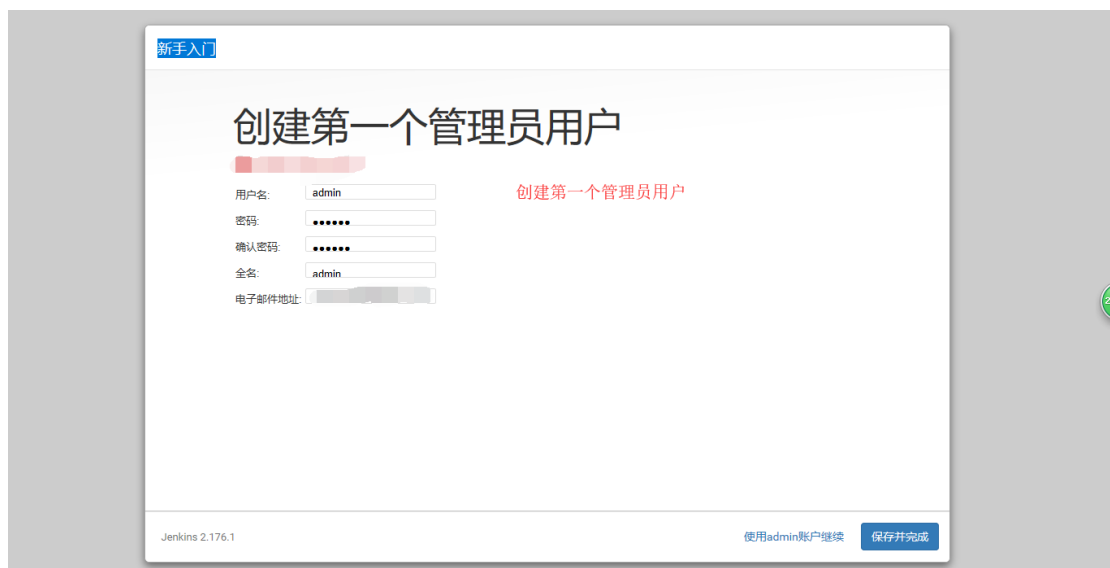 新手入门
创建第一个管理员用户
用户名: admin
创建第一个管理员用户
密码: ••••••
确认密码: ••••••
全名: admin
电子邮件地址:
Jenkins 2.176.1
使用admin账户继续
保存并完成